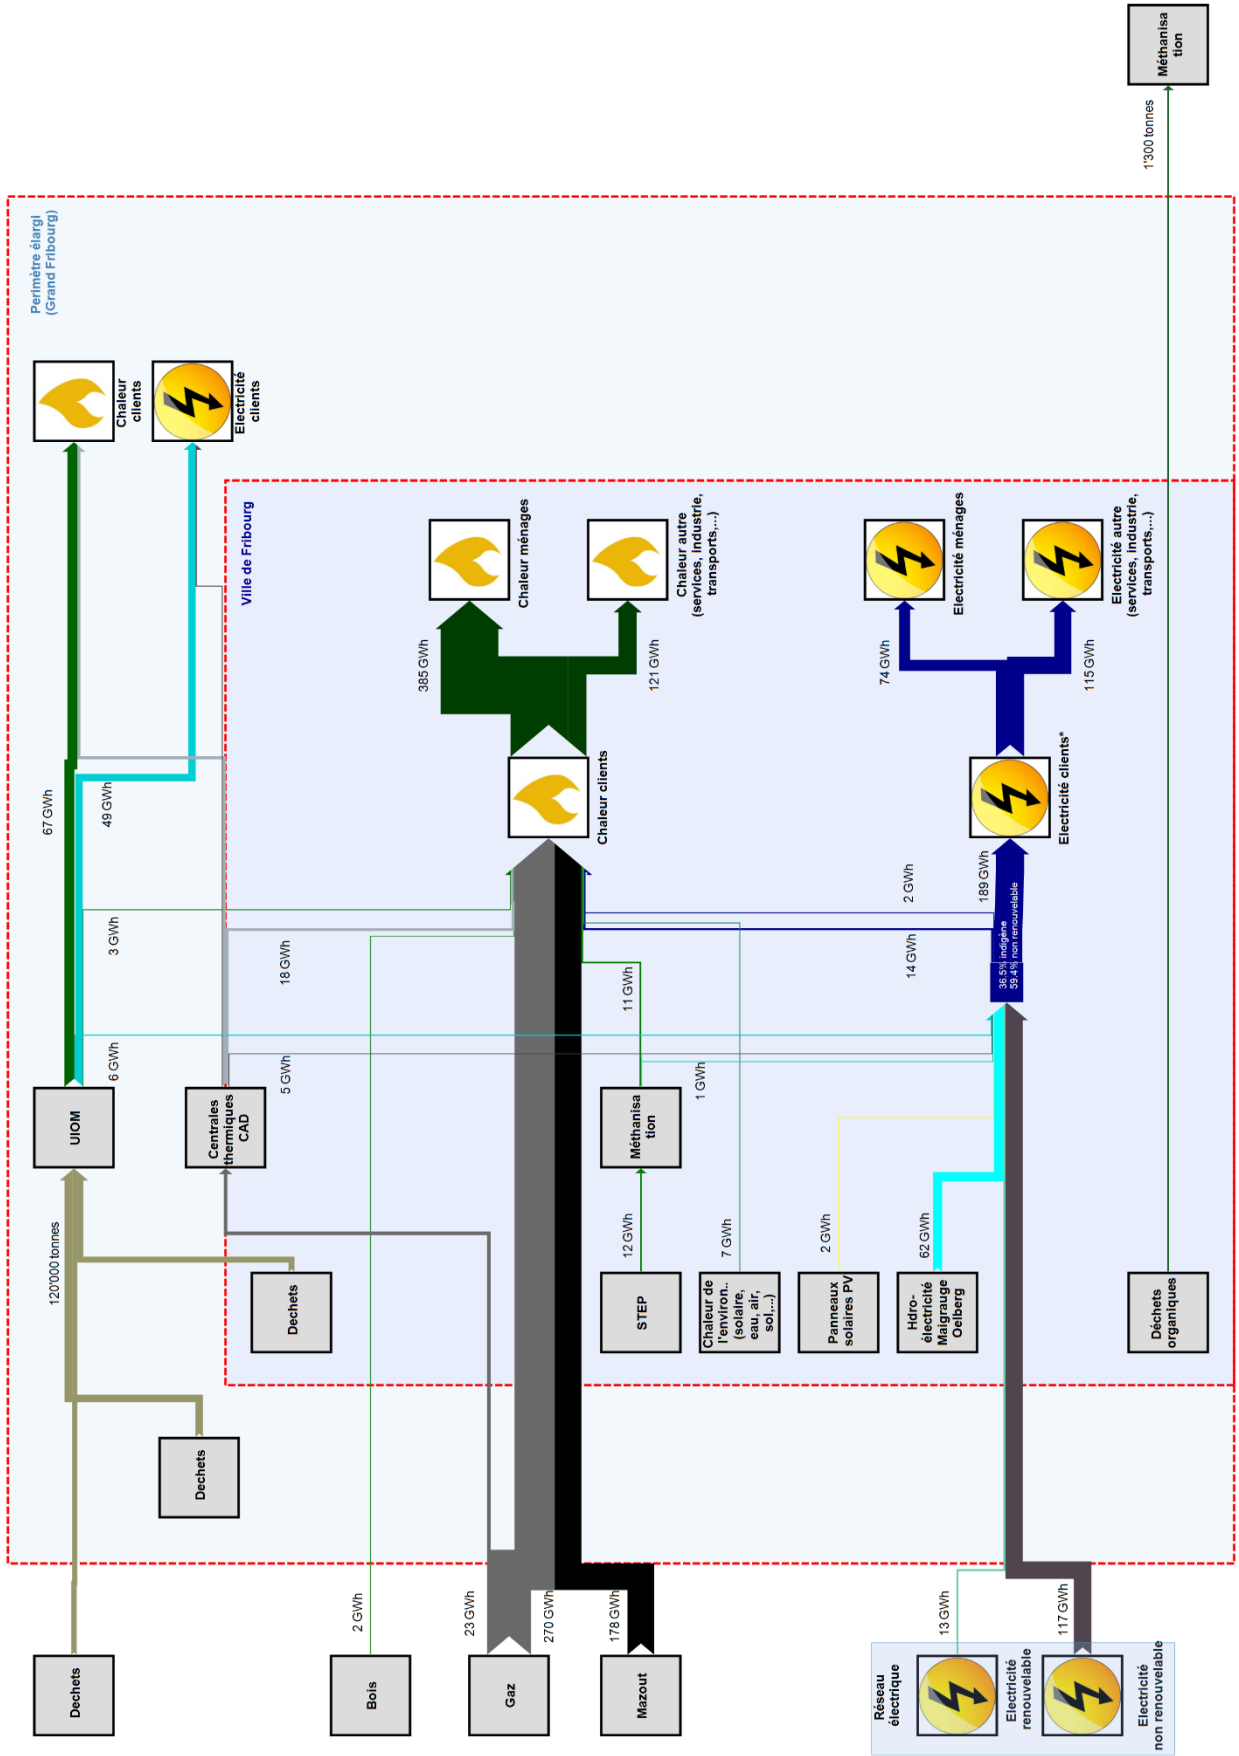 Perimètre élargi
(Grand Fribourg)
Ville de Fribourg
Dechets
Dechets
Dechets
120'000 tonnes
UIOM
67 GWh
49 GWh
3 GWh
6 GWh
Chaleur
clients
Electricité
clients
Centrales
thermiques
CAD
18 GWh
5 GWh
Bois
2 GWh
Gaz
23 GWh
270 GWh
Mazout
178 GWh
Chaleur clients
385 GWh
121 GWh
Chaleur ménages
Chaleur autre
(services, industrie,
transports,...)
STEP
12 GWh
Méthanisa
tion
11 GWh
1 GWh
Chaleur de
l'environ..
(solaire,
eau, air,
sol,...)
7 GWh
Panneaux
solaires PV
2 GWh
Hdro-
électricité
Maigrauge
Oelberg
62 GWh
2 GWh
14 GWh
189 GWh
36.5% indigène
59.4% non renouvelable
Electricité clients*
74 GWh
115 GWh
Electricité ménages
Electricité autre
(services, industrie,
transports,...)
Réseau
électrique
Electricité
renouvelable
13 GWh
Electricité
non renouvelable
117 GWh
Déchets
organiques
1'300 tonnes
Méthanisa
tion